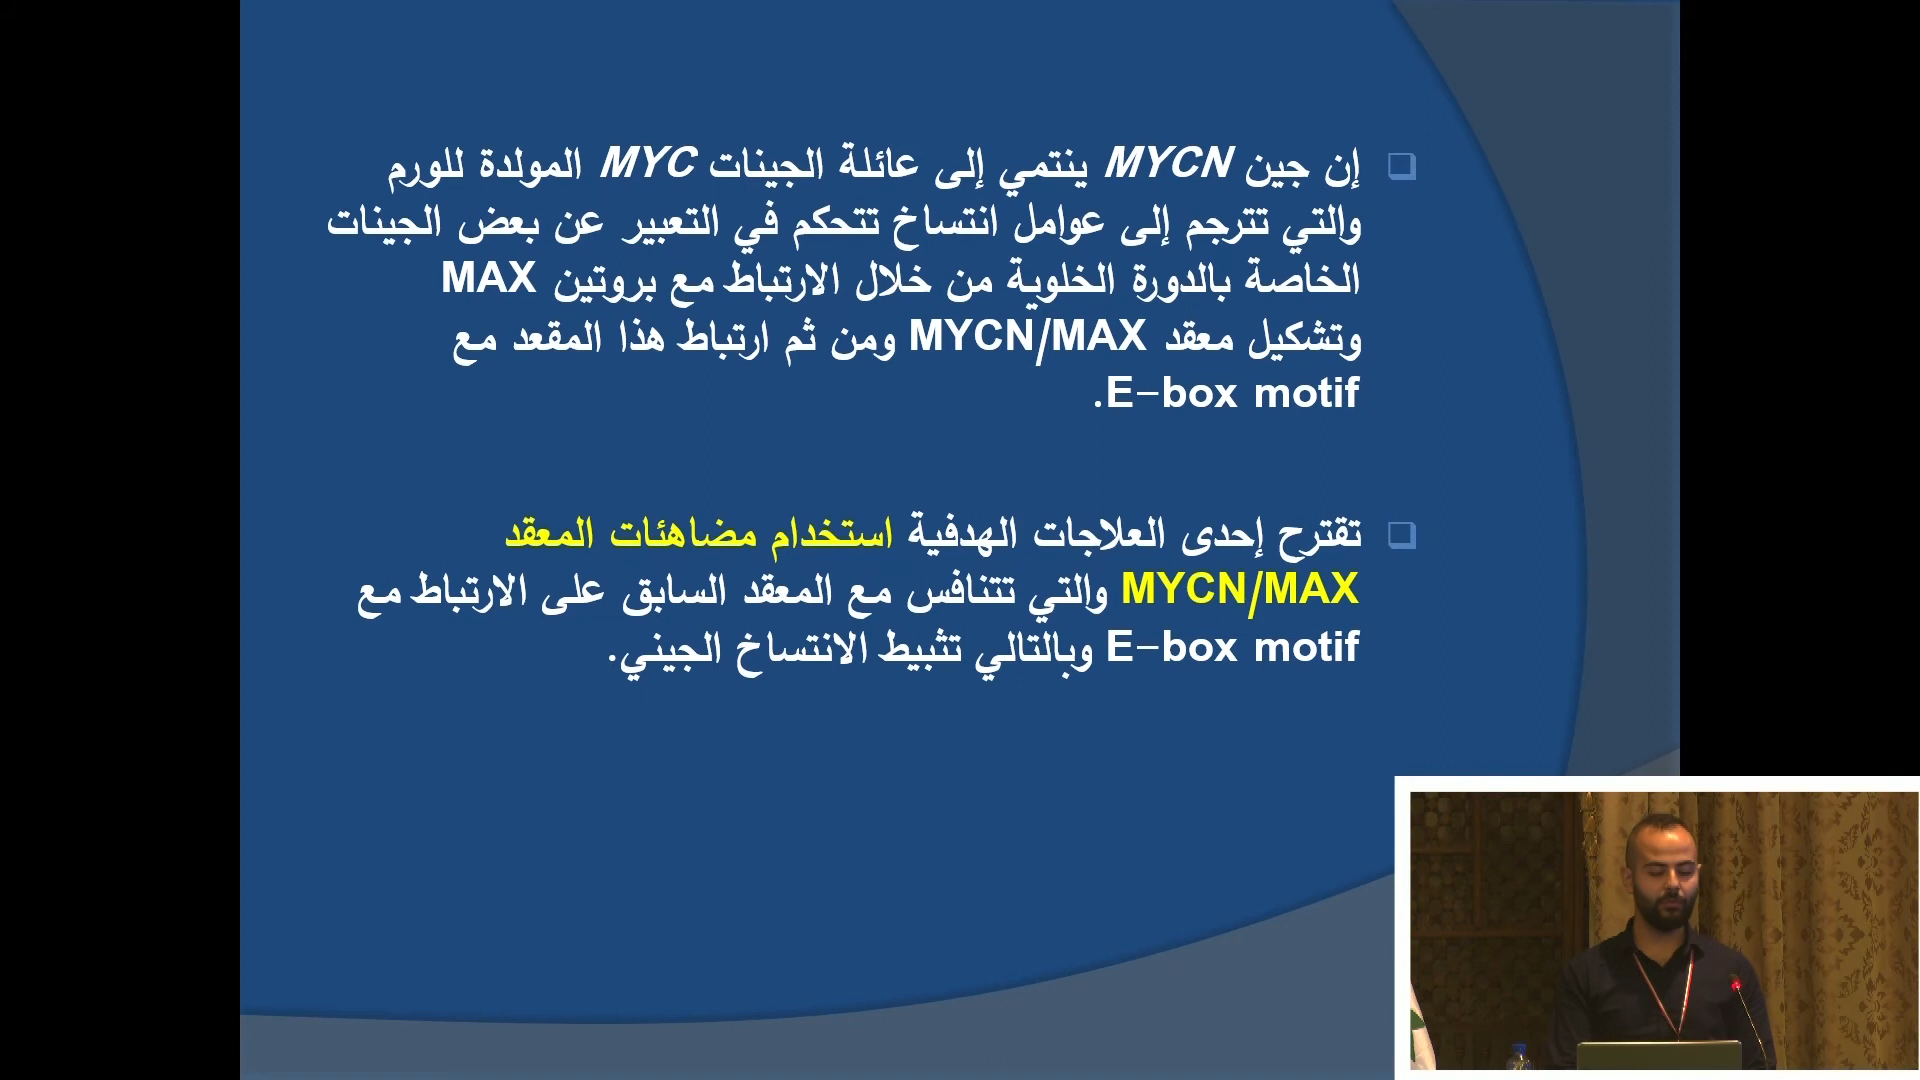 إن جين MYCN ينتمي إلى عائلة الجينات MYC المولدة للورم
والتي تترجم إلى عوامل انتساخ تتحكم في التعبير عن بعض الجينات
الخاصة بالدورة الخلوية من خلال الارتباط مع بروتين MAX
وتشكيل معقد MYCN/MAX ومن ثم ارتباط هذا المقعد مع
E-box motif.
تقترح إحدى العلاجات الهدفية استخدام مضاهئات المعقد
MYCN/MAX والتي تتنافس مع المعقد السابق على الارتباط مع
E-box motif وبالتالي تثبيط الانتساخ الجيني.